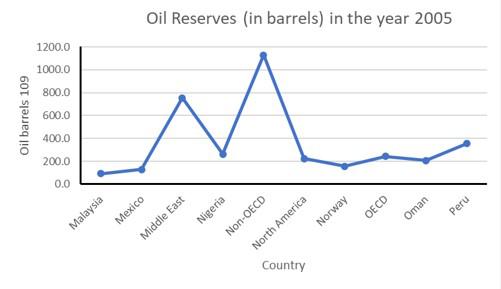 Oil Reserves (in barrels) in the year 2005
Oil barrels 109
1200.0
1000.0
800.0
600.0
400.0
200.0
0.0
Malaysia
Mexico
Middle East
Nigeria
Non-OECD
North America
Norway
OECD
Oman
Peru
Country